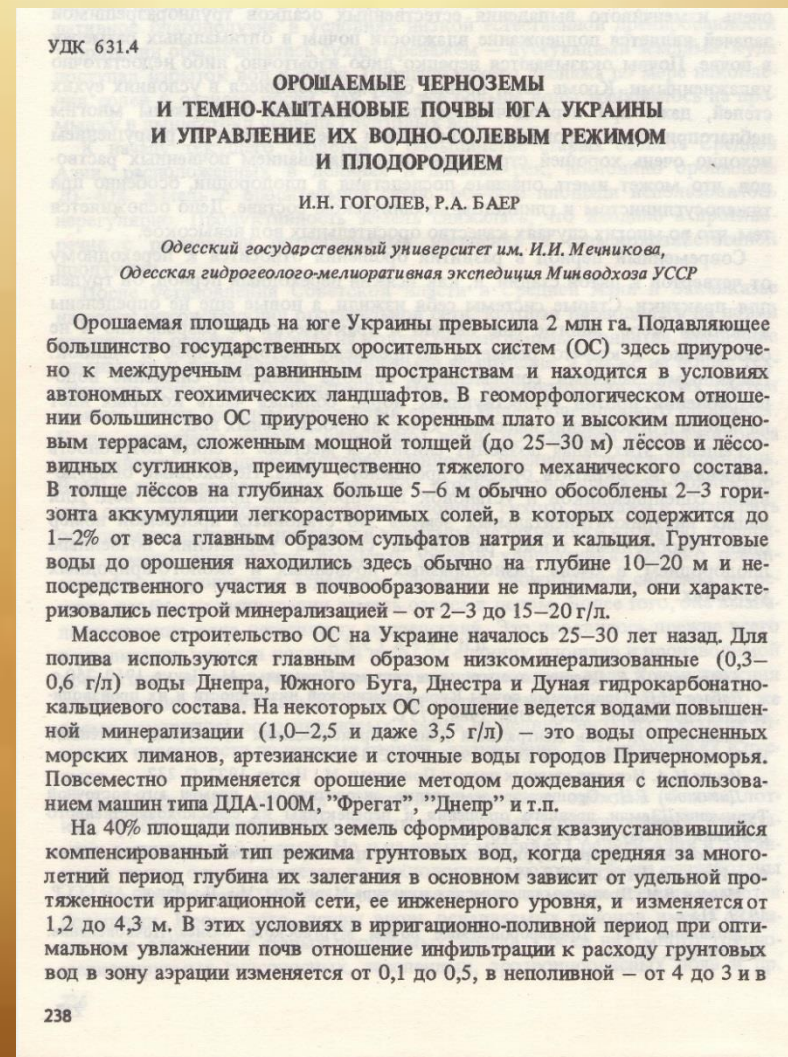 УДК 631.4
ОРОШАЕМЫЕ ЧЕРНОЗЕМЫ
И ТЕМНО-КАШТАНОВЫЕ ПОЧВЫ ЮГА УКРАИНЫ
И УПРАВЛЕНИЕ ИХ ВОДНО-СОЛЕВЫМ РЕЖИМОМ
И ПЛОДОРОДИЕМ
И.Н. ГОГОЛЕВ, Р.А. БАЕР
Одесский государственный университет им. И.И. Мечникова,
Одесская гидрогеолого-мелиоративная экспедиция Минводхоза УССР
Орошаемая площадь на юге Украины превысила 2 млн га. Подавляющее
большинство государственных оросительных систем (ОС) здесь приуроче-
но к междуречным равнинным пространствам и находится в условиях
автономных геохимических ландшафтов. В геоморфологическом отноше-
нии большинство ОС приурочено к коренным плато и высоким плиоцено-
вым террасам, сложенным мощной толщей (до 25—30 м) лёссов и лёссо-
видных суглинков, преимущественно тяжелого механического состава.
В толще лёссов на глубинах больше 5—6 м обычно обособлены 2—3 гори-
зонта аккумуляции легкорастворимых солей, в которых содержится до
1—2% от веса главным образом сульфатов натрия и кальция. Грунтовые
воды до орошения находились здесь обычно на глубине 10—20 м и не-
посредственного участия в почвообразовании не принимали, они характе-
ризовались пестрой минерализацией — от 2—3 до 15—20 г/л.
Массовое строительство ОС на Украине началось 25—30 лет назад. Для
полива используются главным образом низкоминерализованные (0,3—
0,6 г/л) воды Днепра, Южного Буга, Днестра и Дуная гидрокарбонатно-
кальциевого состава. На некоторых ОС орошение ведется водами повышен-
ной минерализации (1,0—2,5 и даже 3,5 г/л) — это воды опресненных
морских лиманов, артезианские и сточные воды городов Причерноморья.
Повсеместно применяется орошение методом дождевания с использова-
нием машин типа ДДА-100М, ”Фрегат”, ”Днепр” и т.п.
На 40% площади поливных земель сформировался квазиустановившийся
компенсированный тип режима грунтовых вод, когда средняя за много-
летний период глубина их залегания в основном зависит от удельной про-
тяженности ирригационной сети, ее инженерного уровня, и изменяется от
1,2 до 4,3 м. В этих условиях в ирригационно-поливной период при опти-
мальном увлажнении почв отношение инфильтрации к расходу грунтовых
вод в зону аэрации изменяется от 0,1 до 0,5, в неполивной — от 4 до 3 и в
238